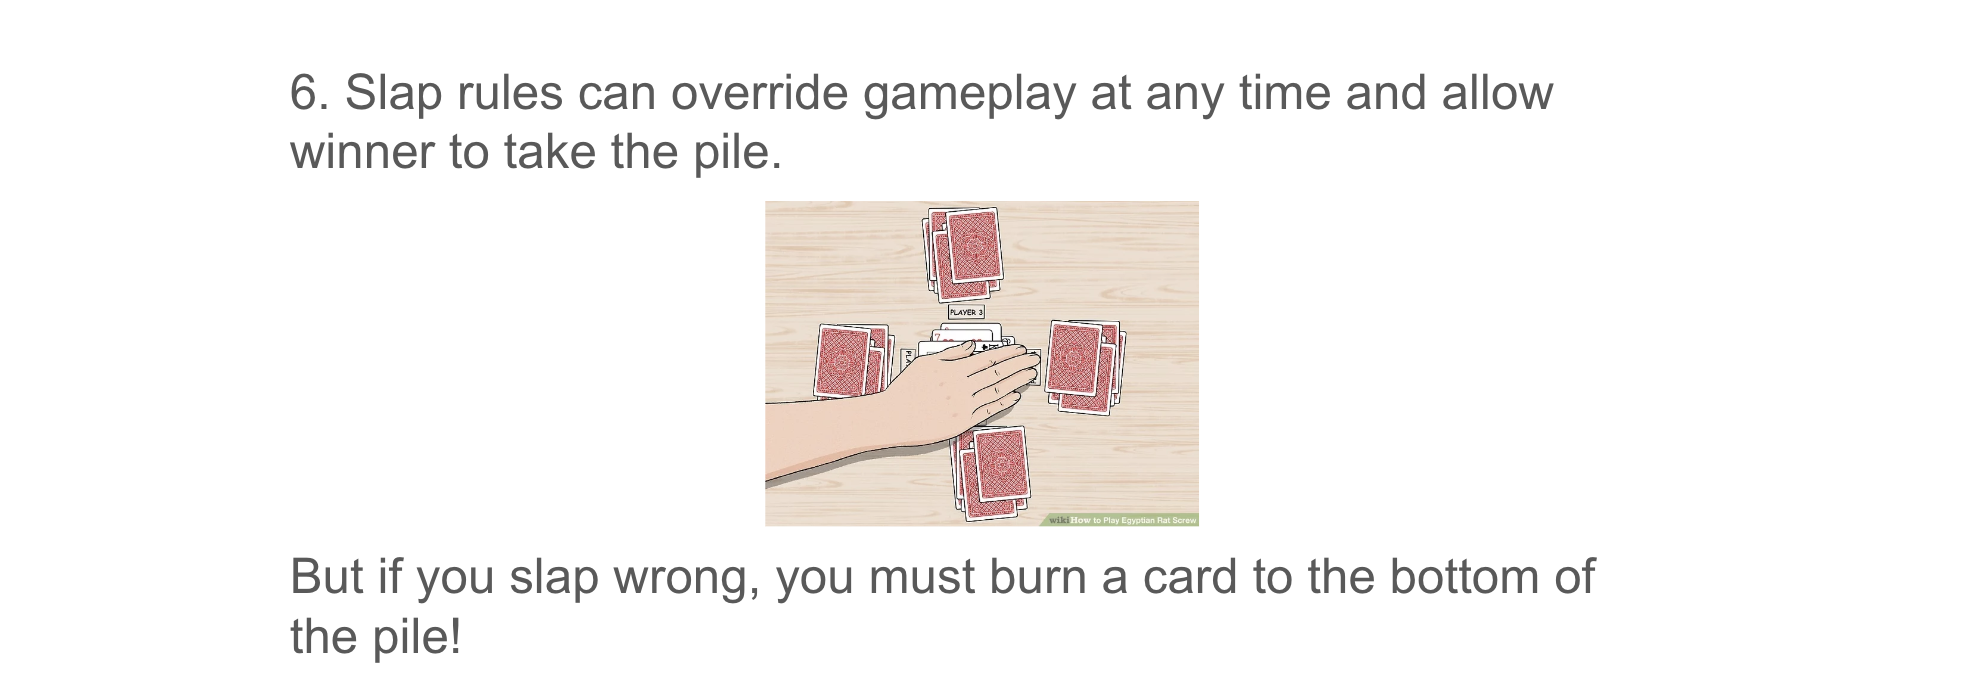 6. Slap rules can override gameplay at any time and allow
winner to take the pile.
PLAYER 3
7
PLA
wikiHow to Play Egyptian Rat Screw
But if you slap wrong, you must burn a card to the bottom of
the pile!